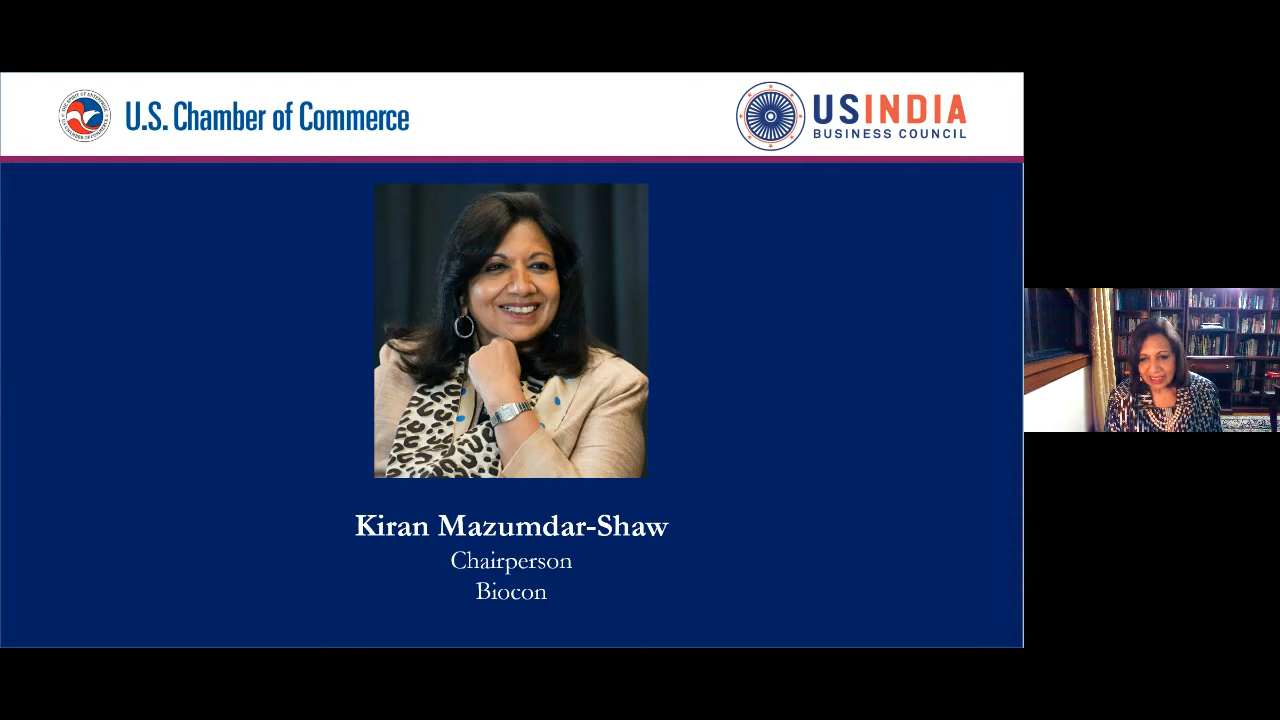 U.S. Chamber of Commerce
USINDIA
BUSINESS COUNCIL
Kiran Mazumdar-Shaw
Chairperson
Biocon